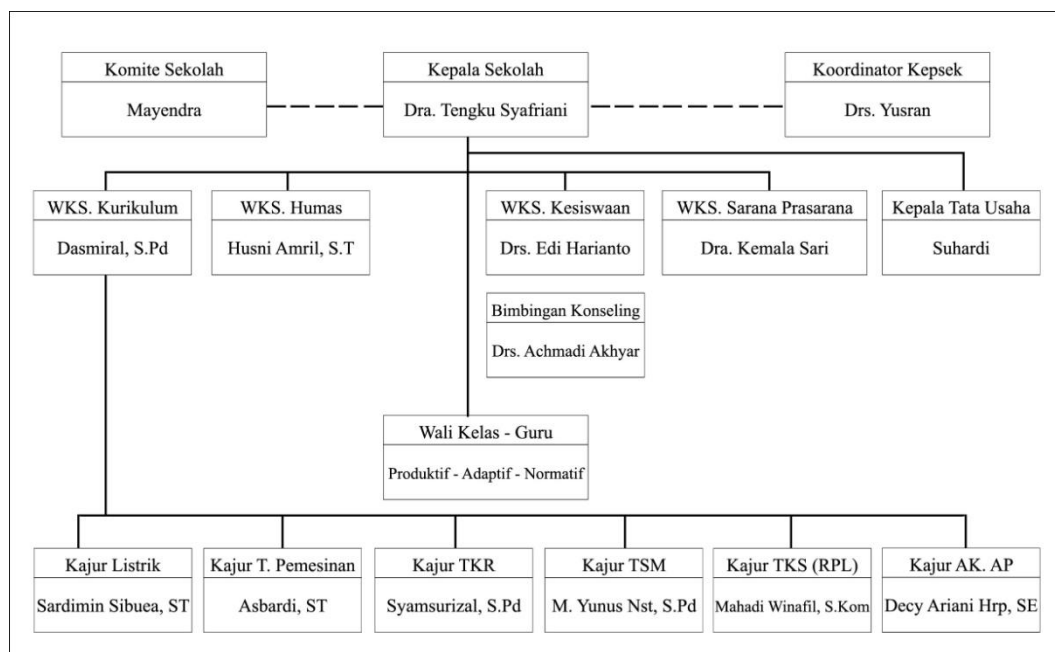 Komite Sekolah
Mayendra
Kepala Sekolah
Dra. Tengku Syafriani
Koordinator Kepsek
Drs. Yusran
WKS. Kurikulum
Dasmiral, S.Pd
WKS. Humas
Husni Amril, S.T
WKS. Kesiswaan
Drs. Edi Harianto
WKS. Sarana Prasarana
Dra. Kemala Sari
Kepala Tata Usaha
Suhardi
Bimbingan Konseling
Drs. Achmadi Akhyar
Wali Kelas - Guru
Produktif - Adaptif - Normatif
Kajur Listrik
Sardimin Sibuea, ST
Kajur T. Pemesinan
Asbardi, ST
Kajur TKR
Syamsurizal, S.Pd
Kajur TSM
M. Yunus Nst, S.Pd
Kajur TKS (RPL)
Mahadi Winafil, S.Kom
Kajur AK. AP
Decy Ariani Hrp, SE